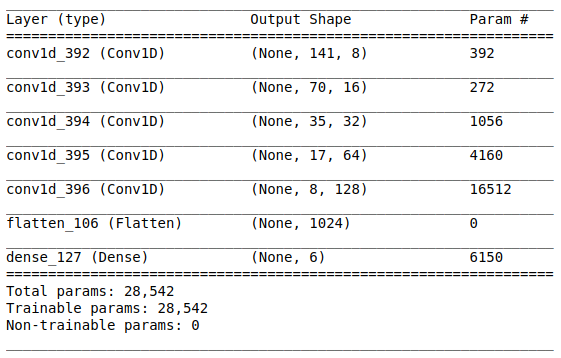 Layer (type) Output Shape Param #
conv1d_392 (Conv1D) (None, 141, 8) 392
conv1d_393 (Conv1D) (None, 70, 16) 272
conv1d_394 (Conv1D) (None, 35, 32) 1056
conv1d_395 (Conv1D) (None, 17, 64) 4160
conv1d_396 (Conv1D) (None, 8, 128) 16512
flatten_106 (Flatten) (None, 1024) 0
dense_127 (Dense) (None, 6) 6150
Total params: 28,542
Trainable params: 28,542
Non-trainable params: 0